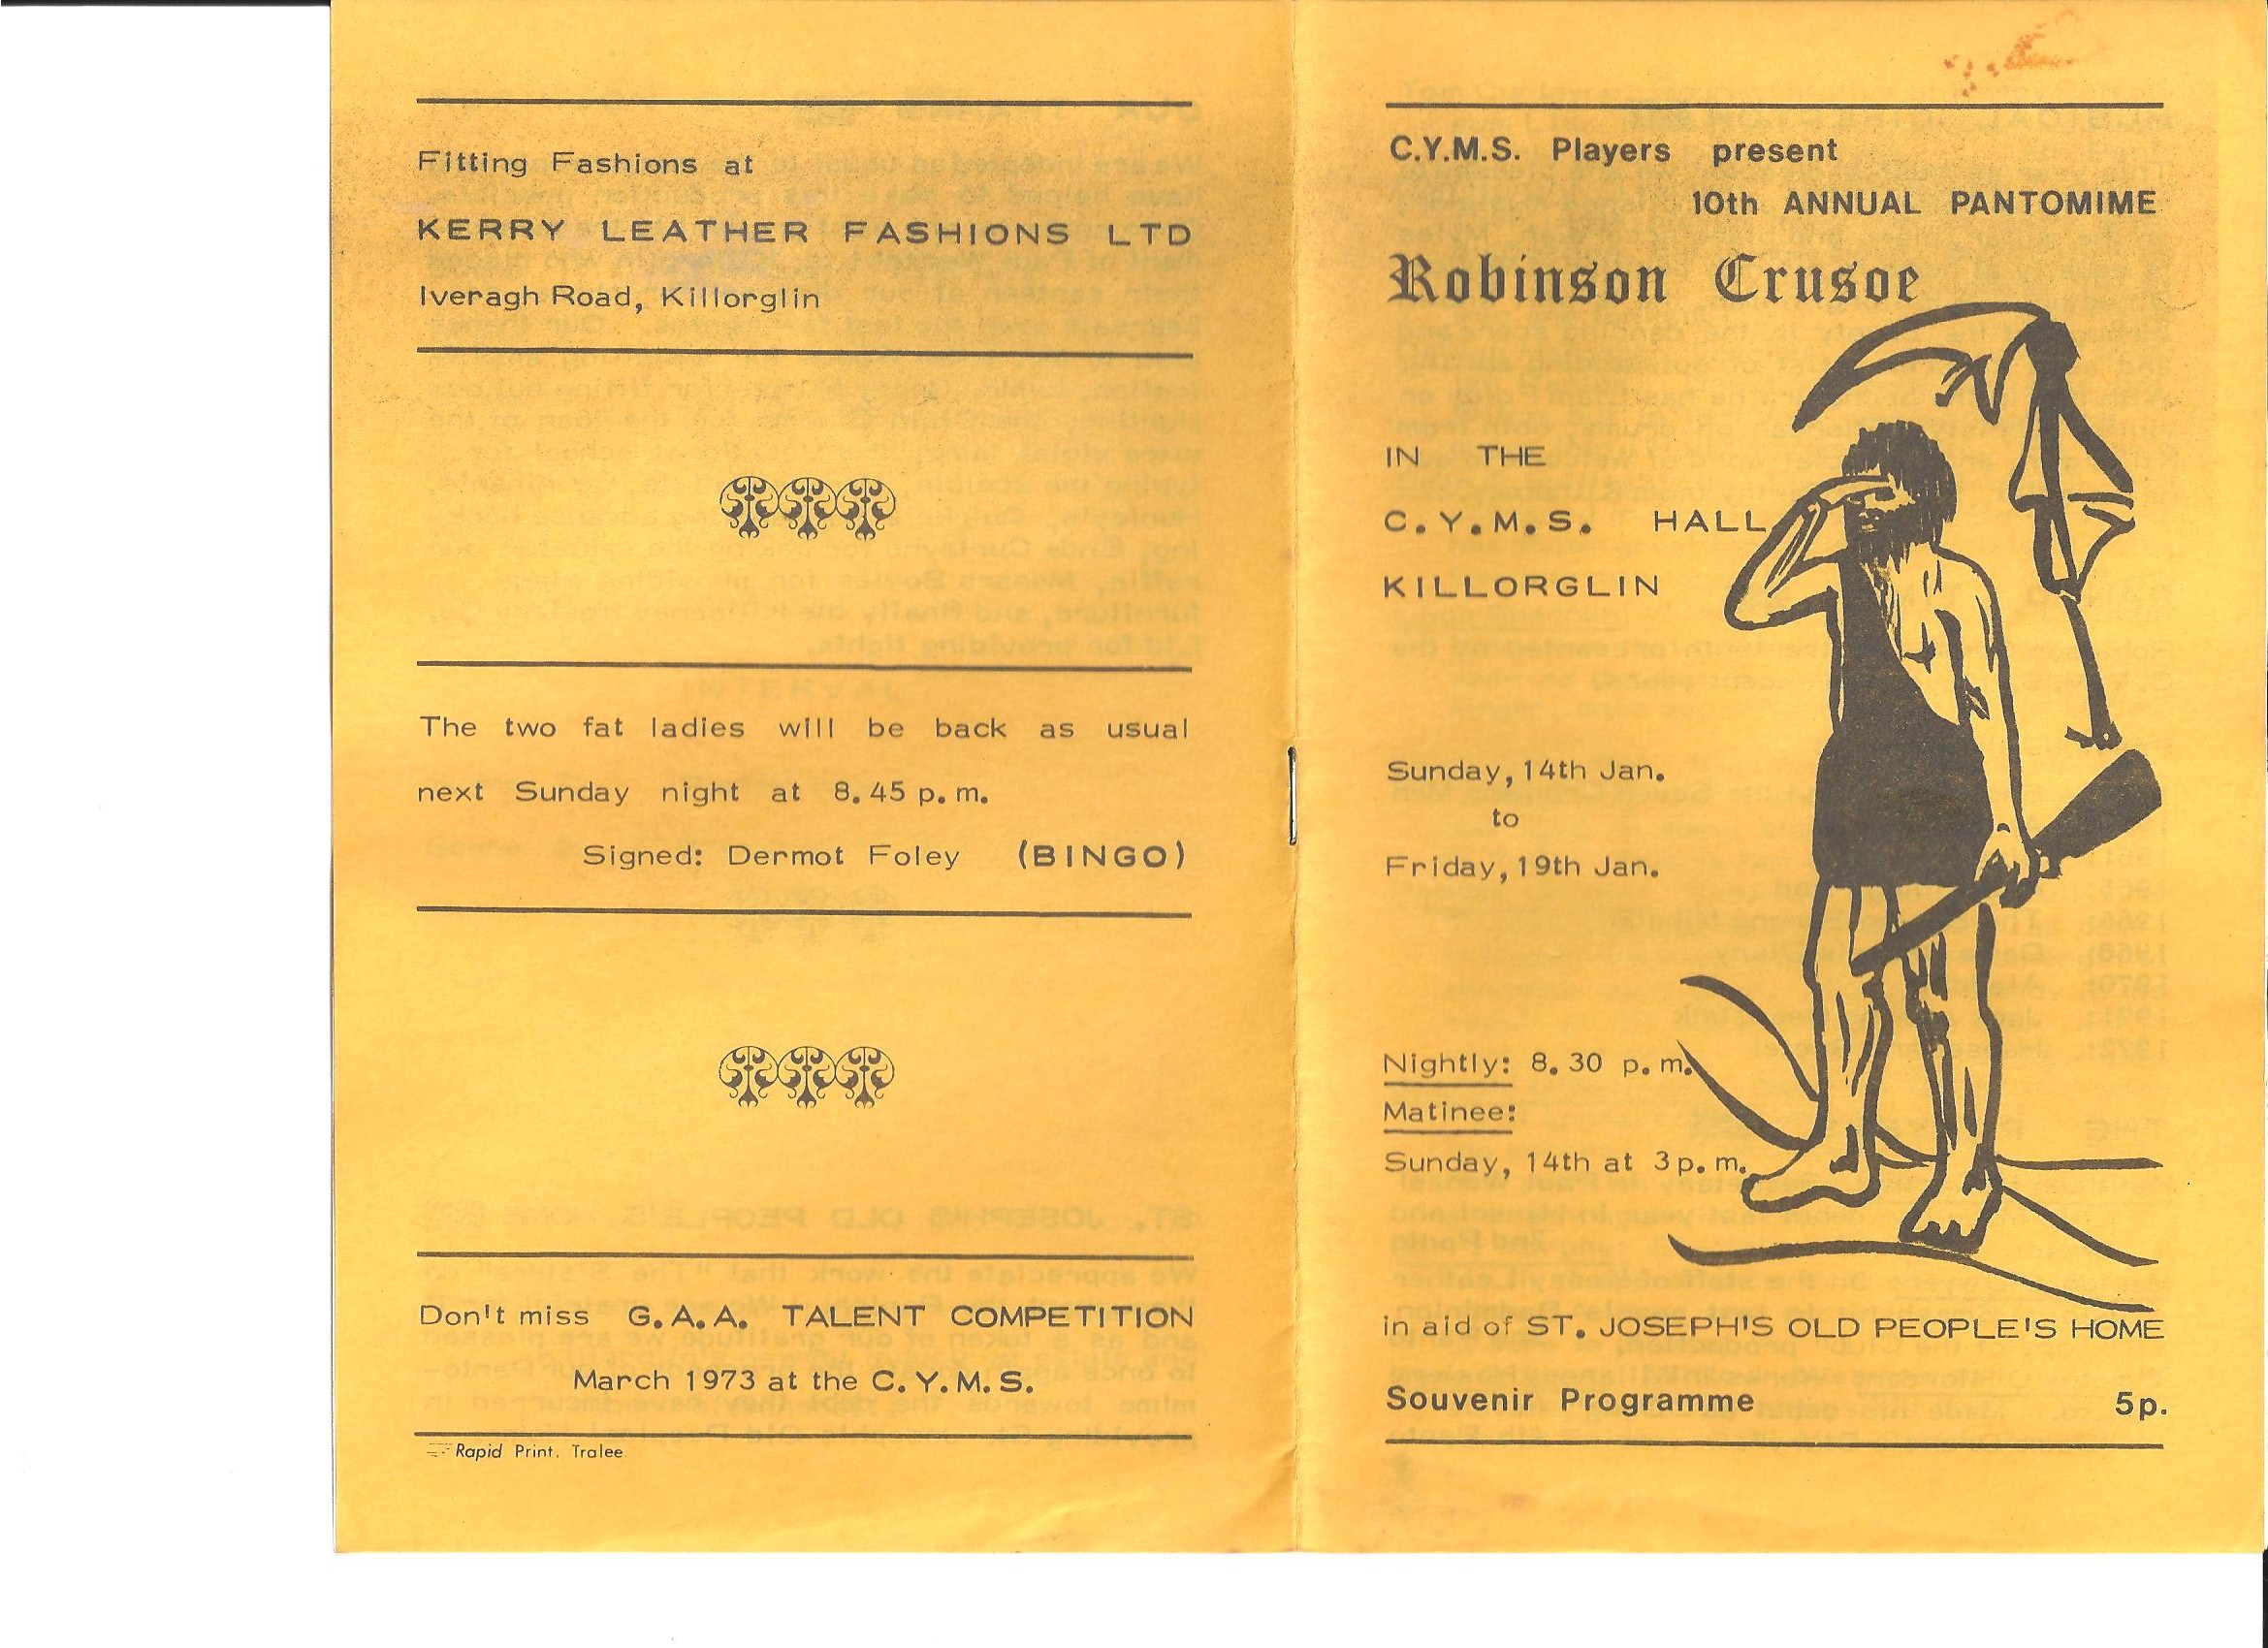 Fitting Fashions at
KERRY LEATHER FASHIONS LTD
Iveragh Road, Killorglin
The two fat ladies will be back as usual
next Sunday night at 8.45 p.m.
Signed: Dermot Foley (BINGO)
Don't miss G.A.A. TALENT COMPETITION
March 1973 at the C.Y.M.S.
Rapid Print, Tralee
C.Y.M.S. Players present
10th ANNUAL PANTOMIME
Robinson Crusoe
IN THE
C.Y.M.S. HALL
KILLORGLIN
Sunday, 14th Jan.
to
Friday, 19th Jan.
Nightly: 8.30 p.m.
Matinee:
Sunday, 14th at 3p.m.
in aid of ST. JOSEPH'S OLD PEOPLE'S HOME
Souvenir Programme 5p.